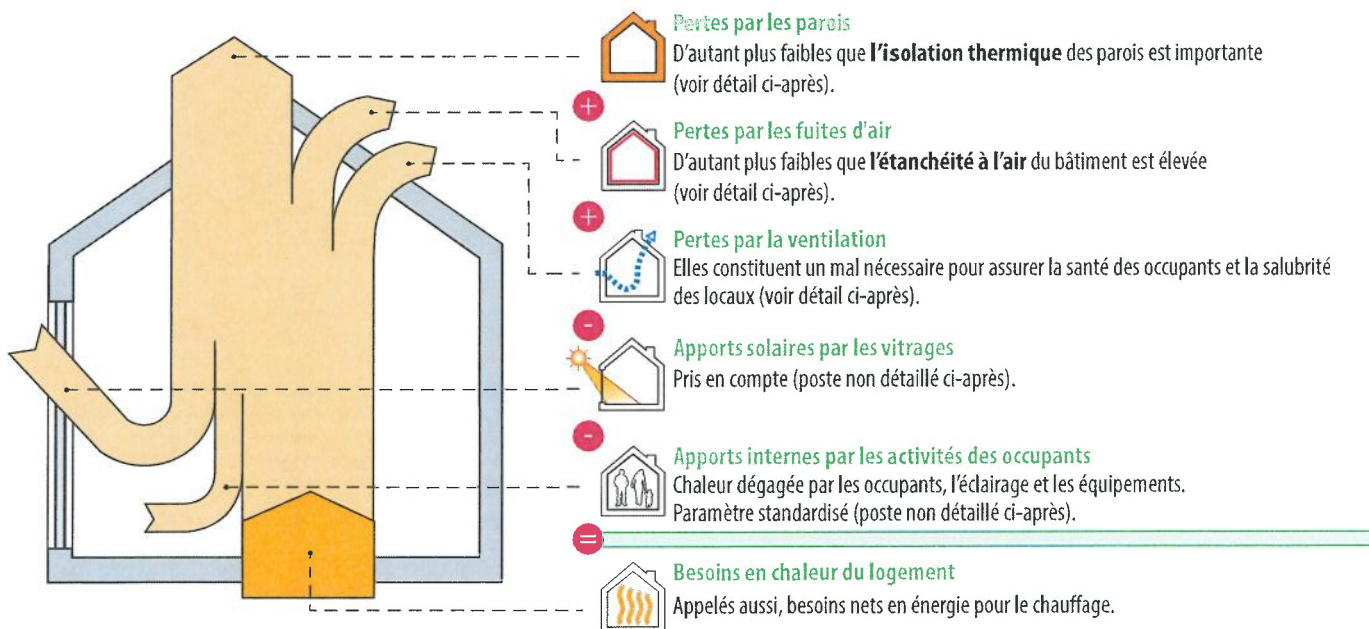 Pertes par les parois
D'autant plus faibles que l'isolation thermique des parois est importante
(voir détail ci-après).
+
Pertes par les fuites d'air
D'autant plus faibles que l'étanchéité à l'air du bâtiment est élevée
(voir détail ci-après).
+
Pertes par la ventilation
Elles constituent un mal nécessaire pour assurer la santé des occupants et la salubrité
des locaux (voir détail ci-après).
-
Apports solaires par les vitrages
Pris en compte (poste non détaillé ci-après).
-
Apports internes par les activités des occupants
Chaleur dégagée par les occupants, l'éclairage et les équipements.
Paramètre standardisé (poste non détaillé ci-après).
=
Besoins en chaleur du logement
Appelés aussi, besoins nets en énergie pour le chauffage.